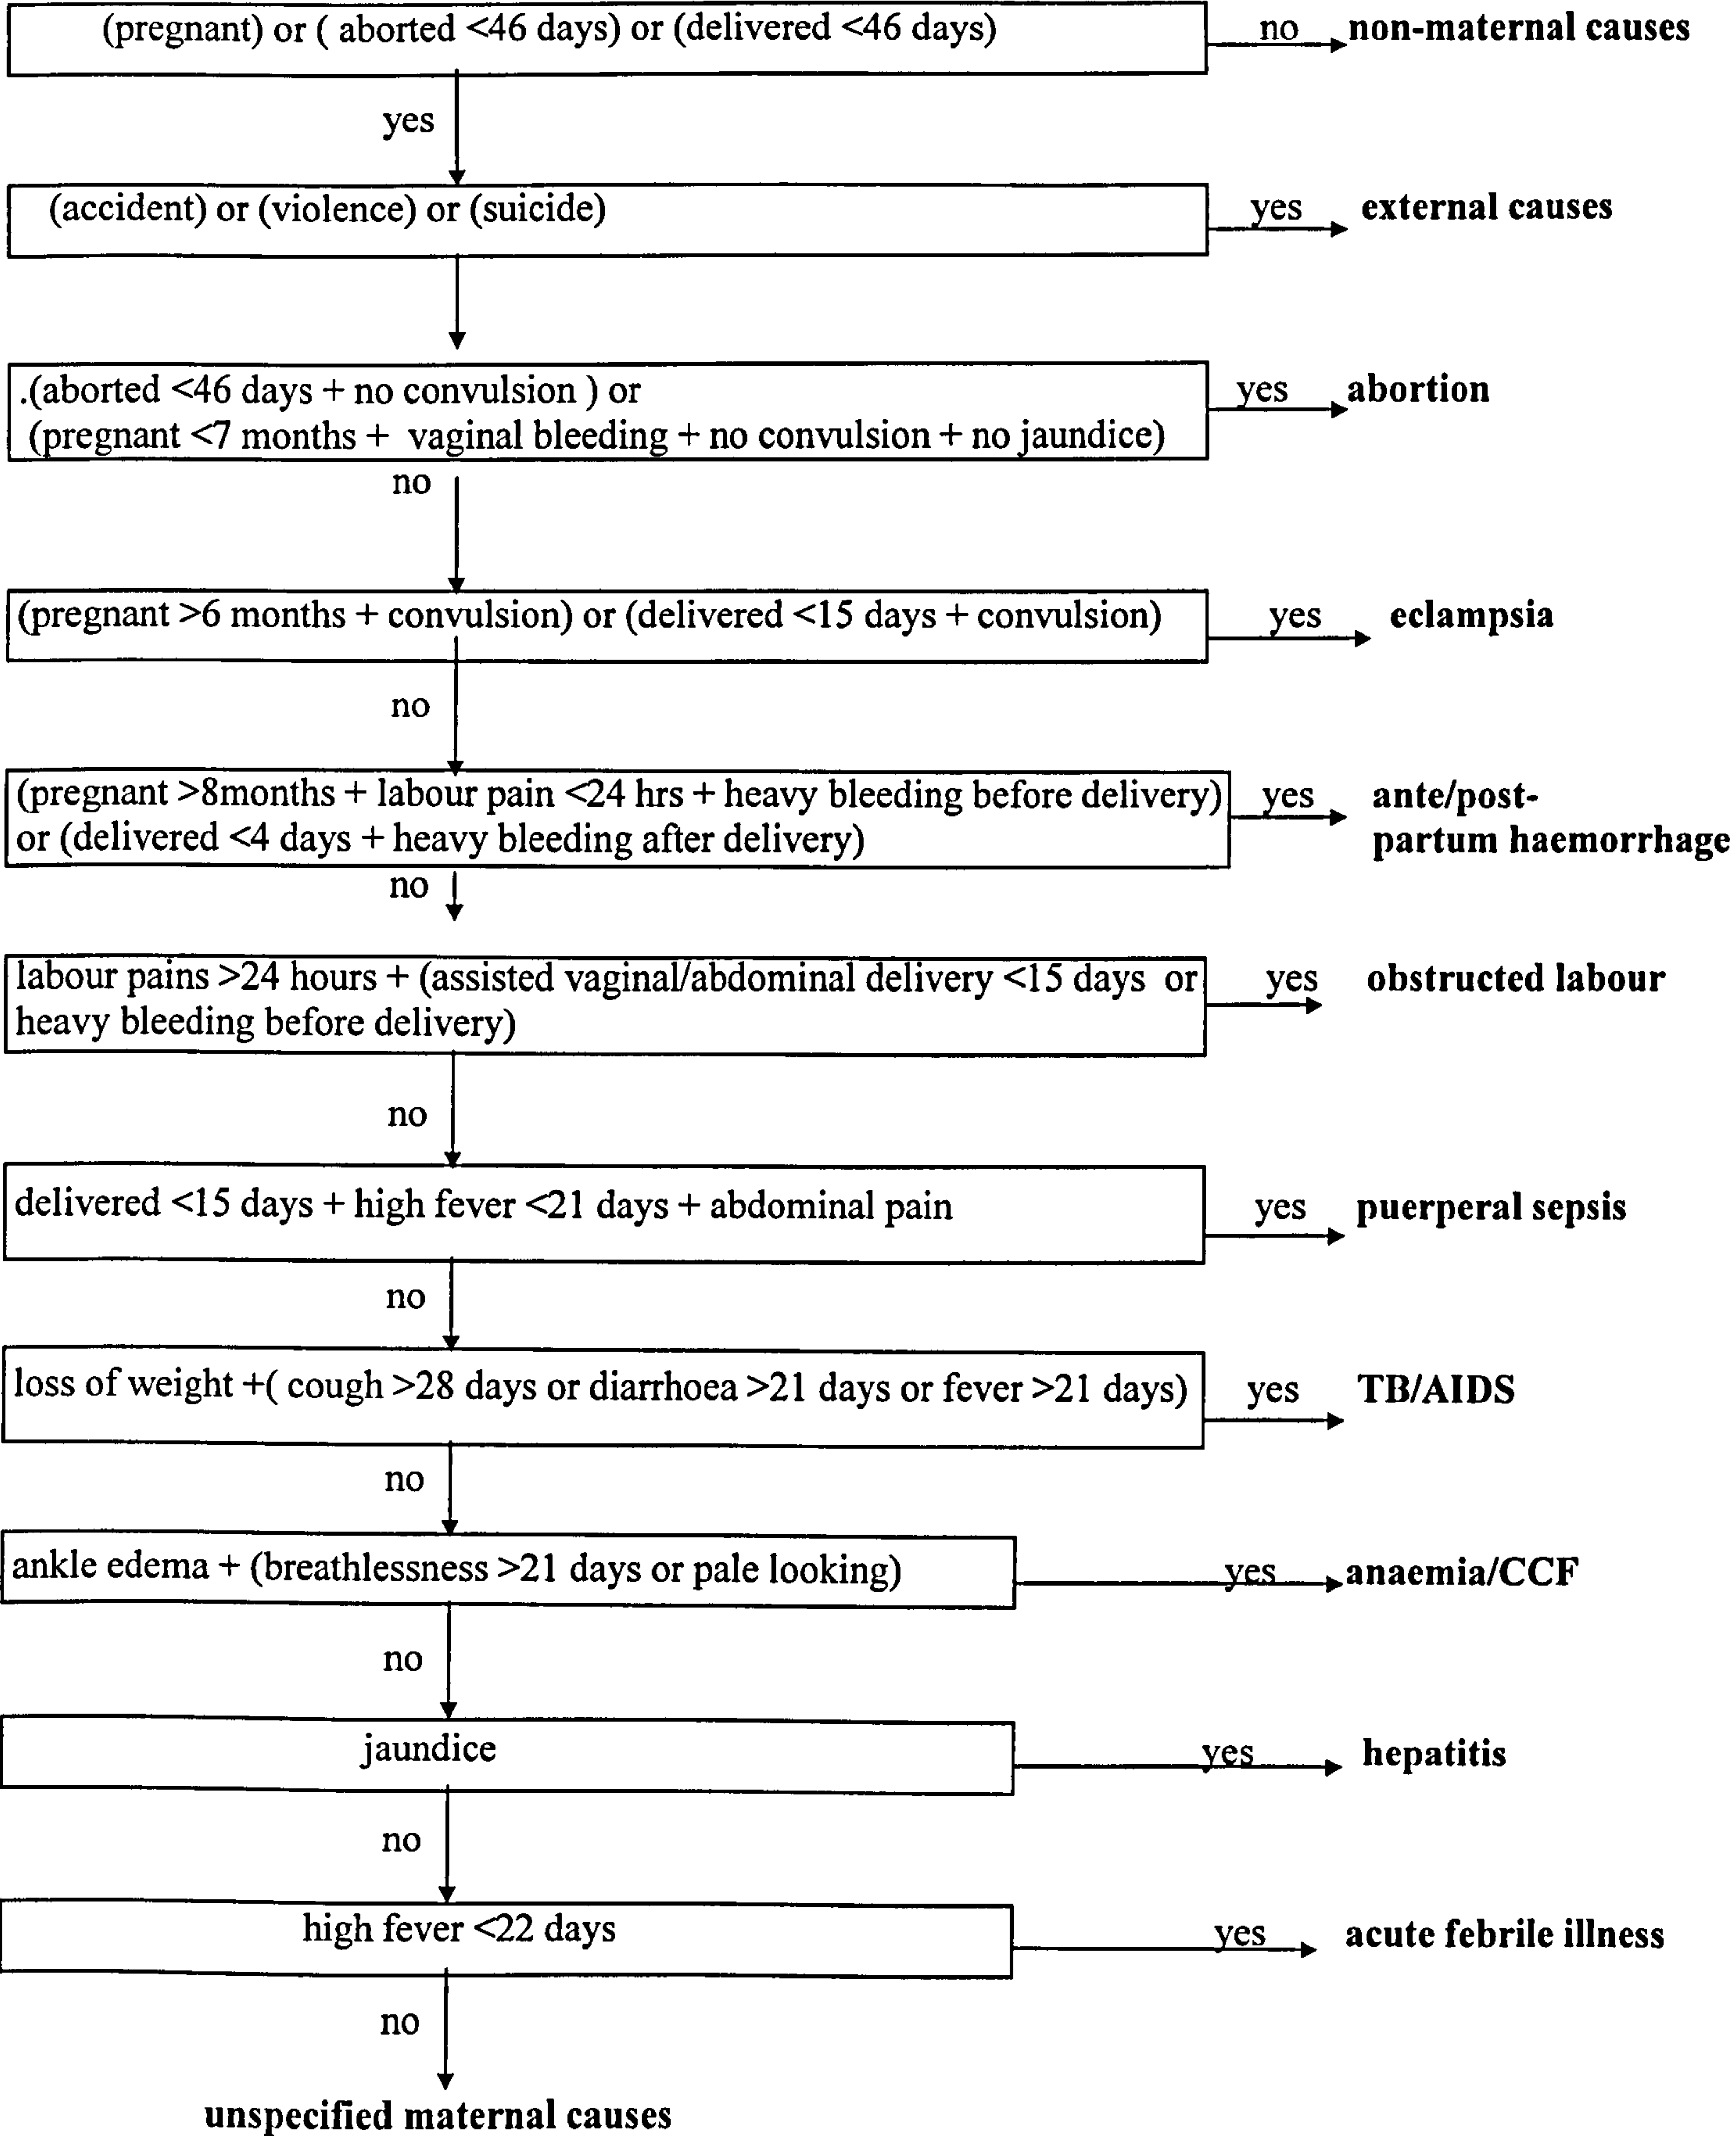 (pregnant) or ( aborted <46 days) or (delivered <46 days)
no
non-maternal causes
yes
(accident) or (violence) or (suicide)
yes
external causes
.(aborted <46 days + no convulsion ) or
(pregnant <7 months + vaginal bleeding + no convulsion + no jaundice)
yes
abortion
no
(pregnant >6 months + convulsion) or (delivered <15 days + convulsion)
yes
eclampsia
no
(pregnant >8months + labour pain <24 hrs + heavy bleeding before delivery)
or (delivered <4 days + heavy bleeding after delivery)
yes
ante/post-
partum haemorrhage
no
labour pains >24 hours + (assisted vaginal/abdominal delivery <15 days or
heavy bleeding before delivery)
yes
obstructed labour
no
delivered <15 days + high fever <21 days + abdominal pain
yes
puerperal sepsis
no
loss of weight +( cough >28 days or diarrhoea >21 days or fever >21 days)
yes
TB/AIDS
no
ankle edema + (breathlessness >21 days or pale looking)
yes
anaemia/CCF
no
jaundice
yes
hepatitis
no
high fever <22 days
yes
acute febrile illness
no
unspecified maternal causes